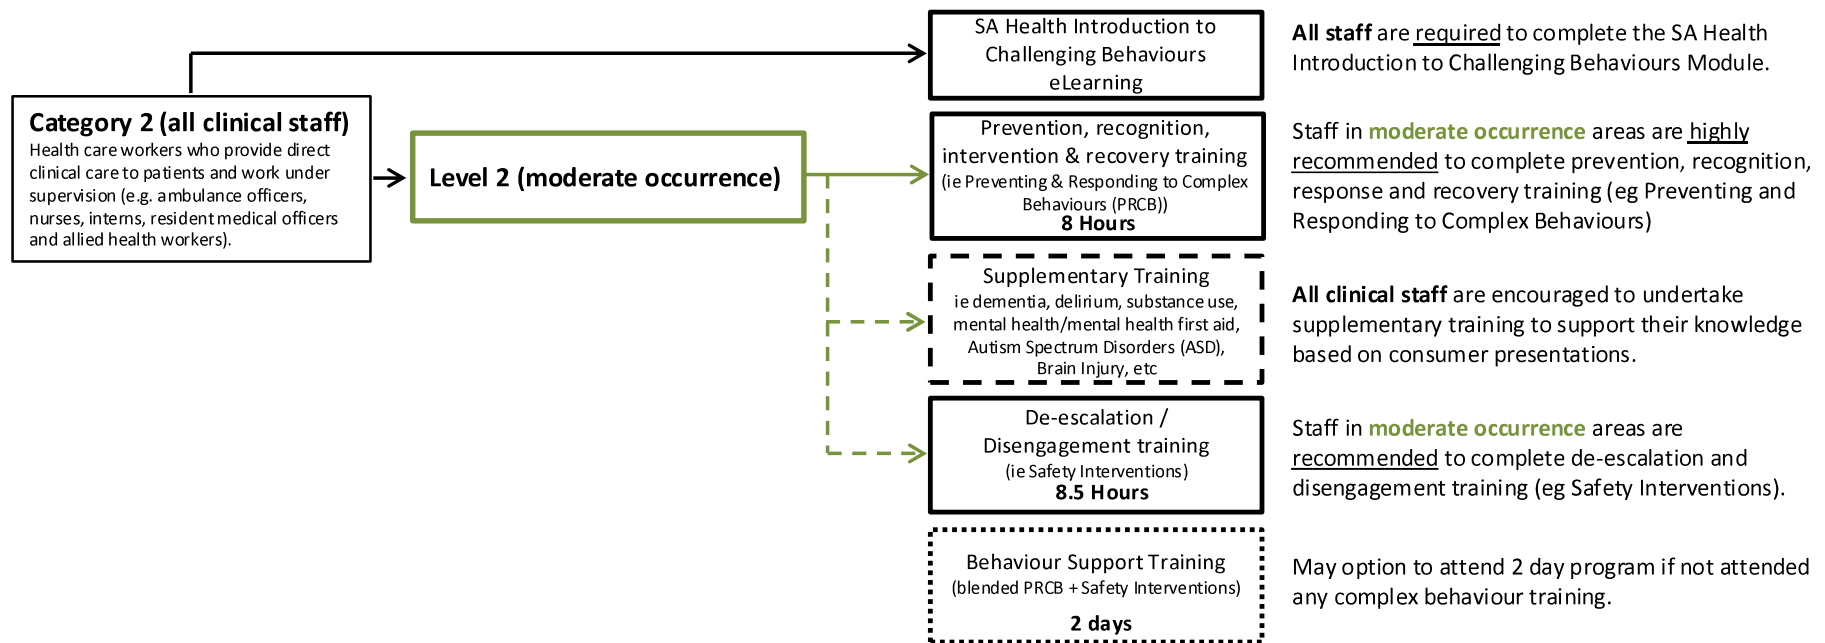 SA Health Introduction to
Challenging Behaviours
eLearning
All staff are required to complete the SA Health
Introduction to Challenging Behaviours Module.
Category 2 (all clinical staff)
Health care workers who provide direct
clinical care to patients and work under
supervision (e.g. ambulance officers,
nurses, interns, resident medical officers
and allied health workers).
Level 2 (moderate occurrence)
Prevention, recognition,
intervention & recovery training
(ie Preventing & Responding to Complex
Behaviours (PRCB))
8 Hours
Staff in moderate occurrence areas are highly
recommended to complete prevention, recognition,
response and recovery training (eg Preventing and
Responding to Complex Behaviours)
Supplementary Training
ie dementia, delirium, substance use,
mental health/mental health first aid,
Autism Spectrum Disorders (ASD),
Brain Injury, etc
All clinical staff are encouraged to undertake
supplementary training to support their knowledge
based on consumer presentations.
De-escalation /
Disengagement training
(ie Safety Interventions)
8.5 Hours
Staff in moderate occurrence areas are
recommended to complete de-escalation and
disengagement training (eg Safety Interventions).
Behaviour Support Training
(blended PRCB + Safety Interventions)
2 days
May option to attend 2 day program if not attended
any complex behaviour training.